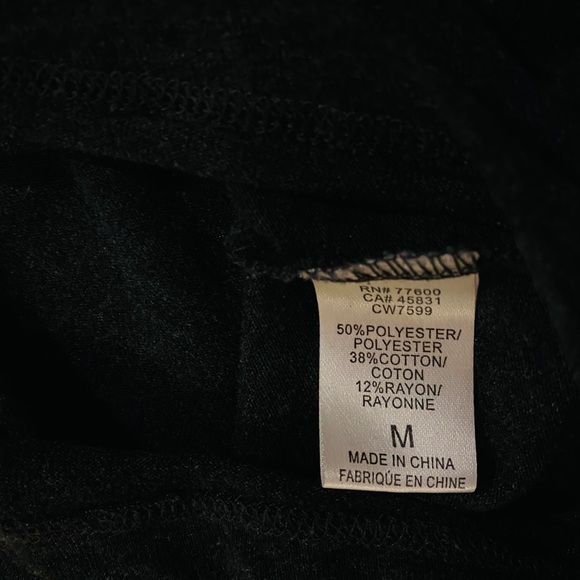 RN# 77600
CA# 45831
CW7599
50%POLYESTER/
POLYESTER
38%COTTON/
COTON
12%RAYON/
RAYONNE
M
MADE IN CHINA
FABRIQÚE EN CHINE